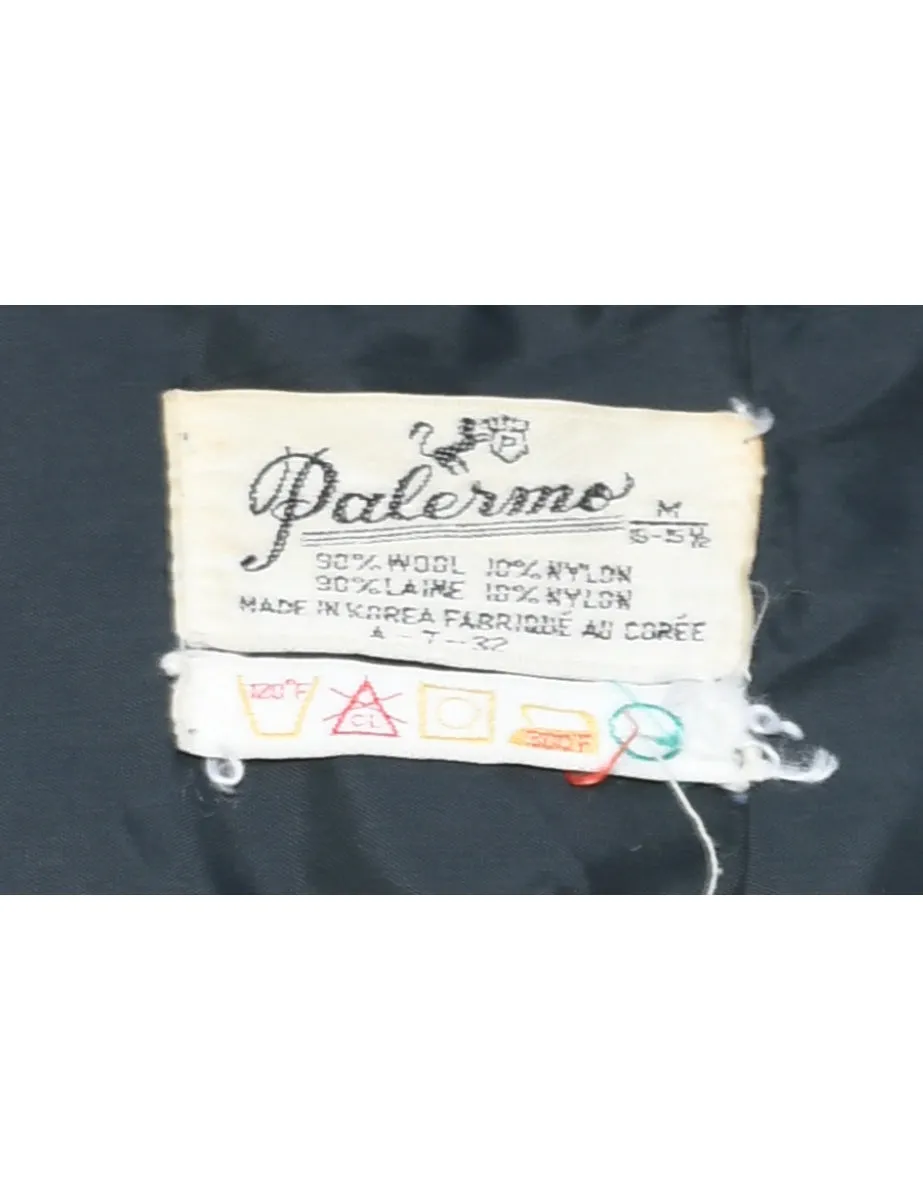 P
Palermo
M
15-15½
90% WOOL 10% NYLON
90% LAINE 10% NYLON
MADE IN KOREA FABRIQUÉ AU CORÉE
A-T-32
120°F
CL
300°F